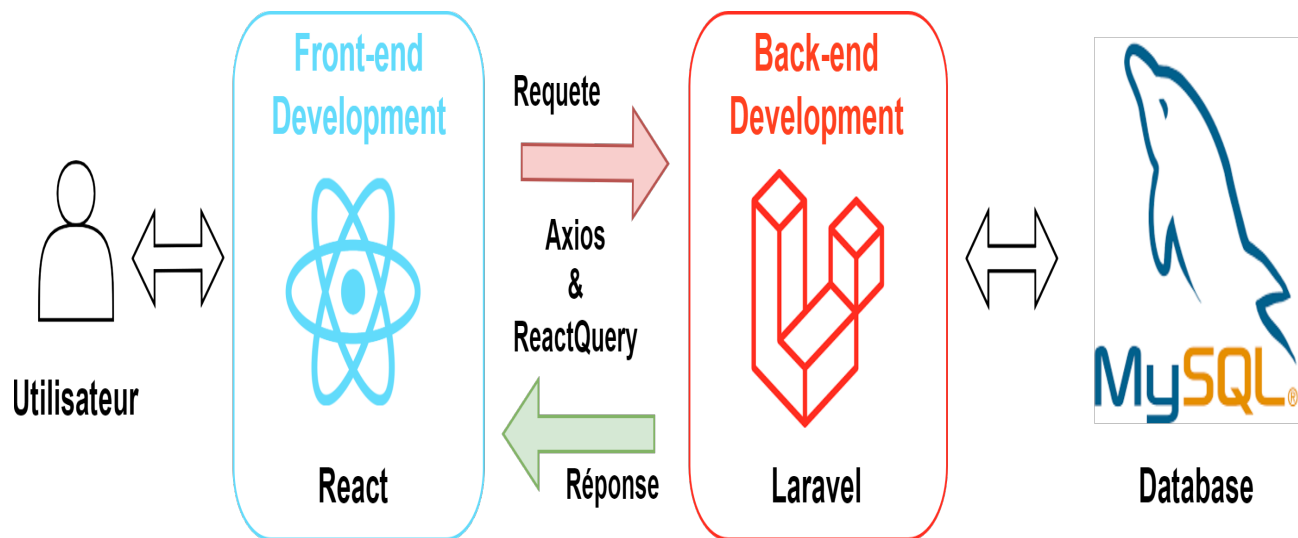 Utilisateur
Front-end
Development
React
Requete
Axios
&
ReactQuery
Réponse
Back-end
Development
Laravel
MySQL®
Database